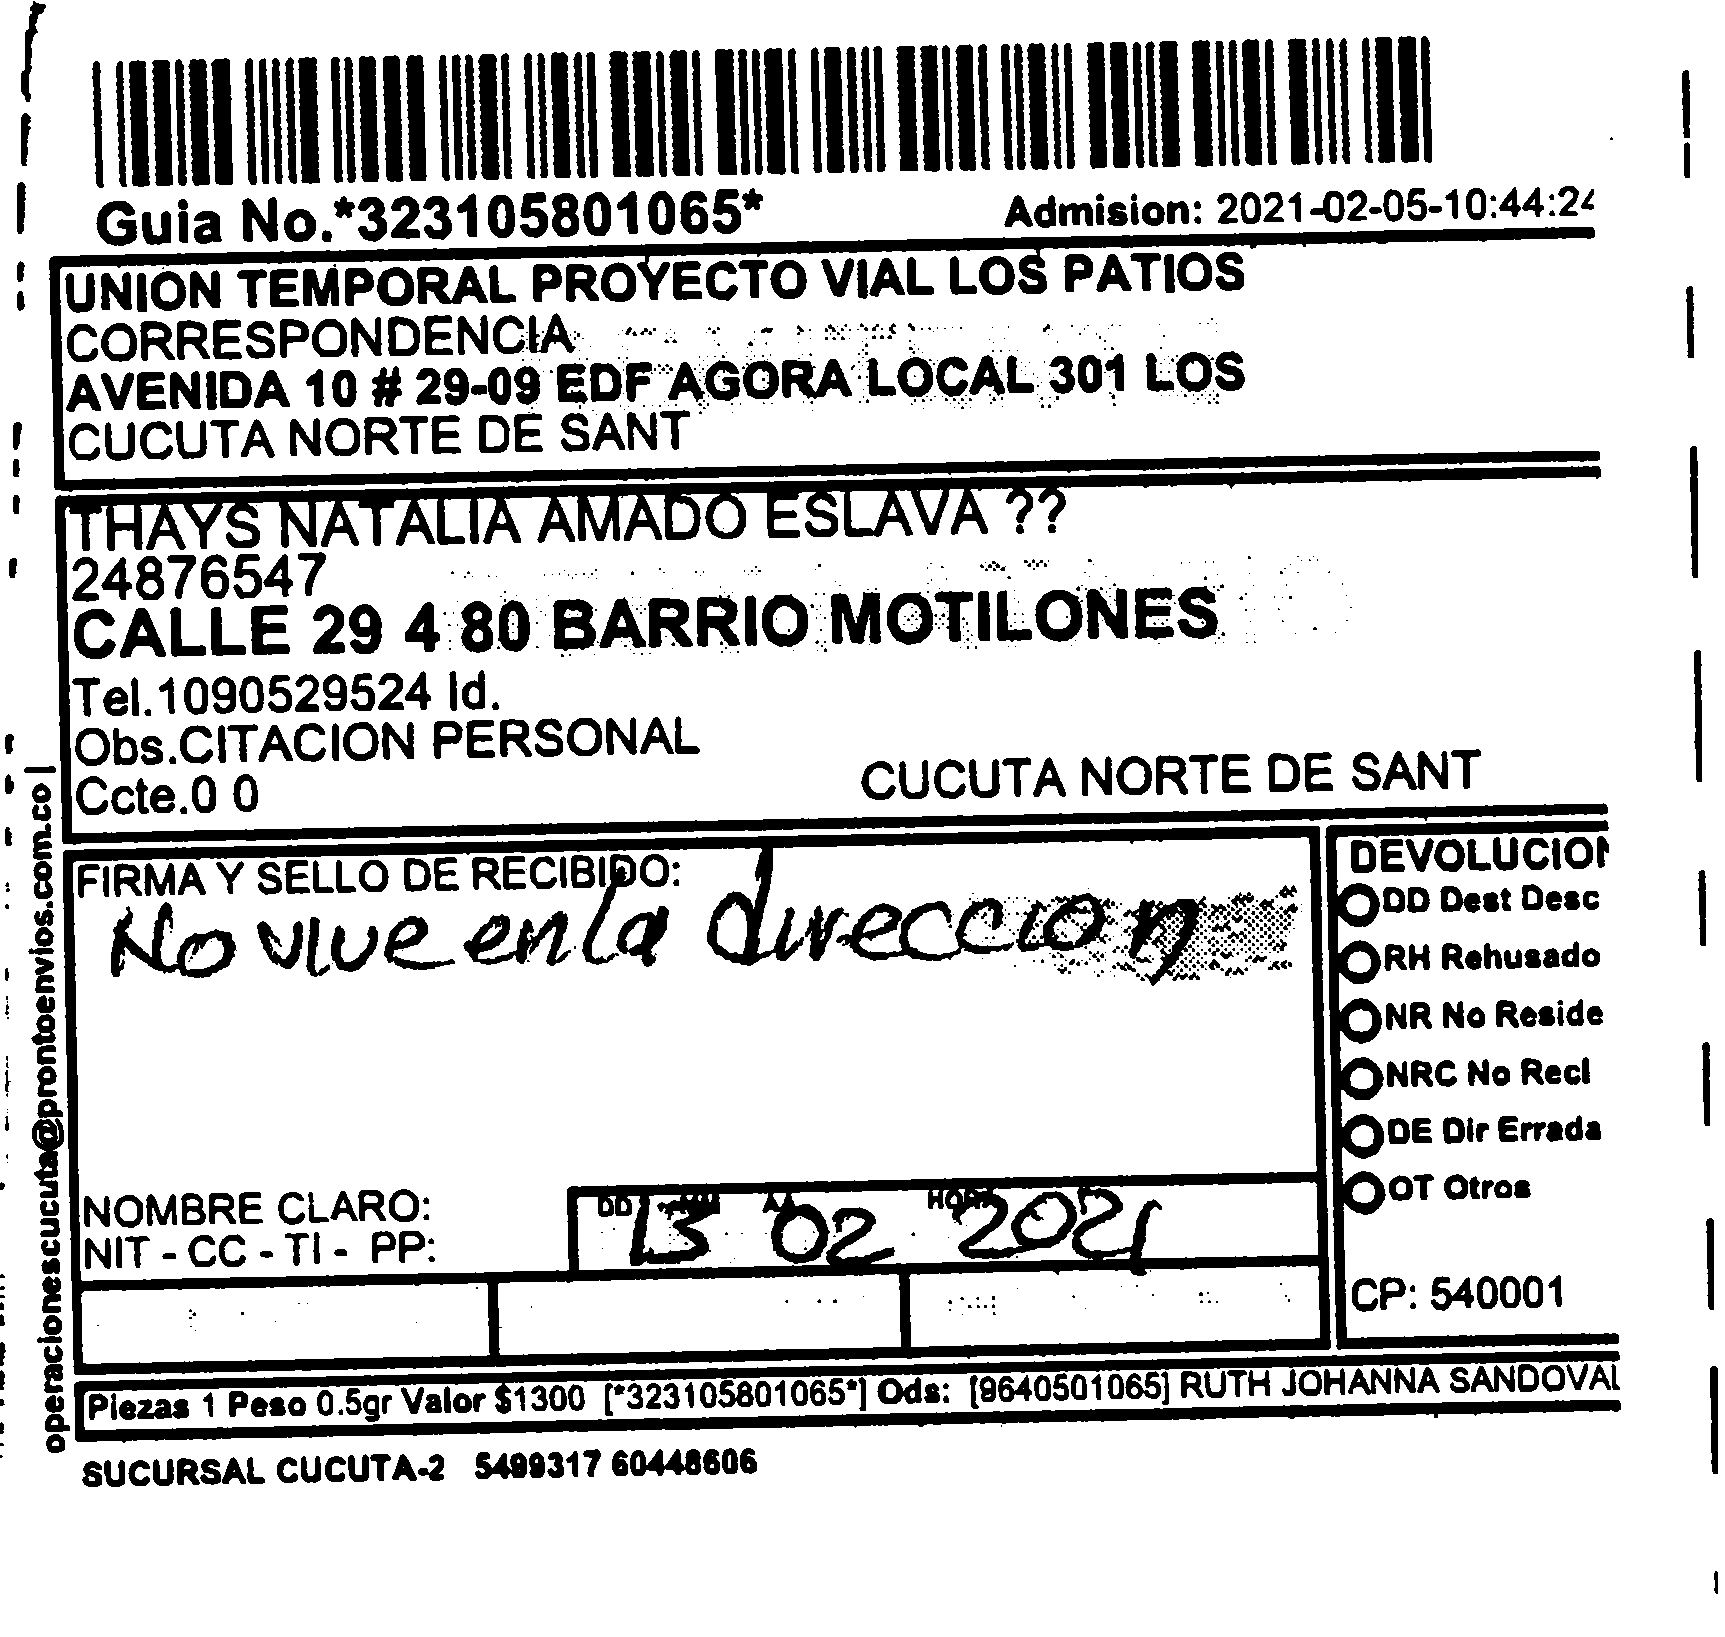 Guia No.*323105801065*
Admision: 2021-02-05-10:44:24
UNION TEMPORAL PROYECTO VIAL LOS PATIOS
CORRESPONDENCIA
AVENIDA 10 # 29-09 EDF AGORA LOCAL 301 LOS
CUCUTA NORTE DE SANT
THAYS NATALIA AMADO ESLAVA ??
24876547
CALLE 29 4 80 BARRIO MOTILONES
Tel.1090529524 Id.
Obs.CITACION PERSONAL
Ccte.0 0
CUCUTA NORTE DE SANT
FIRMA Y SELLO DE RECIBIDO:
No vive en la direccion
NOMBRE CLARO:
NIT - CC - TI - PP:
DD MM AA HORA
13 02 2021
DEVOLUCION
DD Dest Desc
RH Rehusado
NR No Reside
NRC No Recl
DE Dir Errada
OT Otros
CP: 540001
Piezas 1 Peso 0.5gr Valor $1300 [*323105801065*] Ods: [9640501065] RUTH JOHANNA SANDOVAL
SUCURSAL CUCUTA-2 5499317 60448606
operacionescucuta@prontoenvios.com.co|